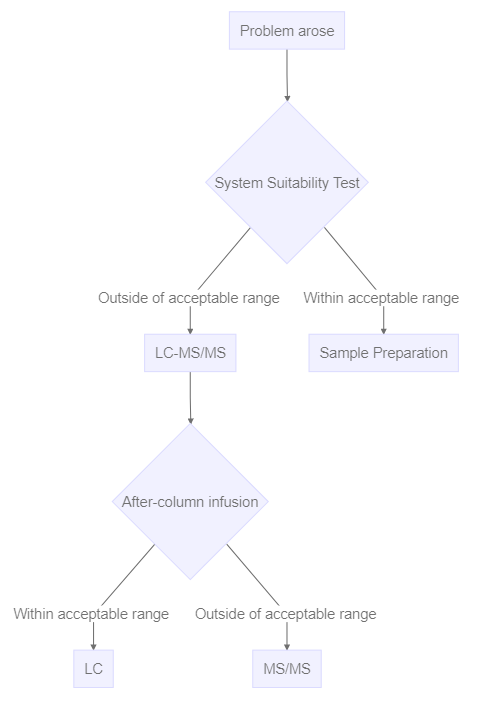 Problem arose
System Suitability Test
Outside of acceptable range
Within acceptable range
LC-MS/MS
Sample Preparation
After-column infusion
Within acceptable range
Outside of acceptable range
LC
MS/MS